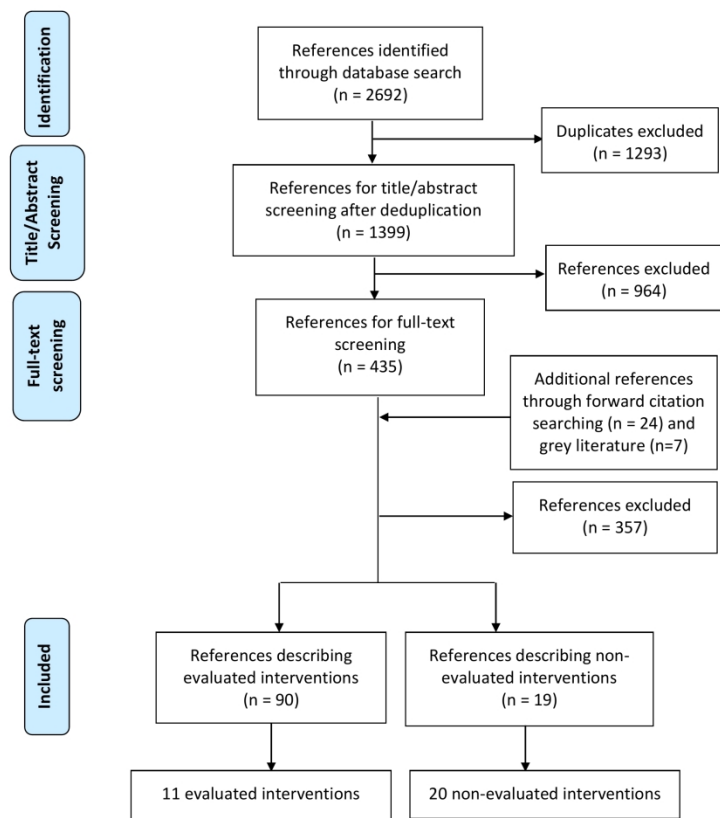 Identification
References identified
through database search
(n = 2692)
Duplicates excluded
(n = 1293)
Title/Abstract
Screening
References for title/abstract
screening after deduplication
(n = 1399)
References excluded
(n = 964)
Full-text
screening
References for full-text
screening
(n = 435)
Additional references
through forward citation
searching (n = 24) and
grey literature (n=7)
References excluded
(n = 357)
Included
References describing
evaluated interventions
(n = 90)
References describing non-
evaluated interventions
(n = 19)
11 evaluated interventions
20 non-evaluated interventions